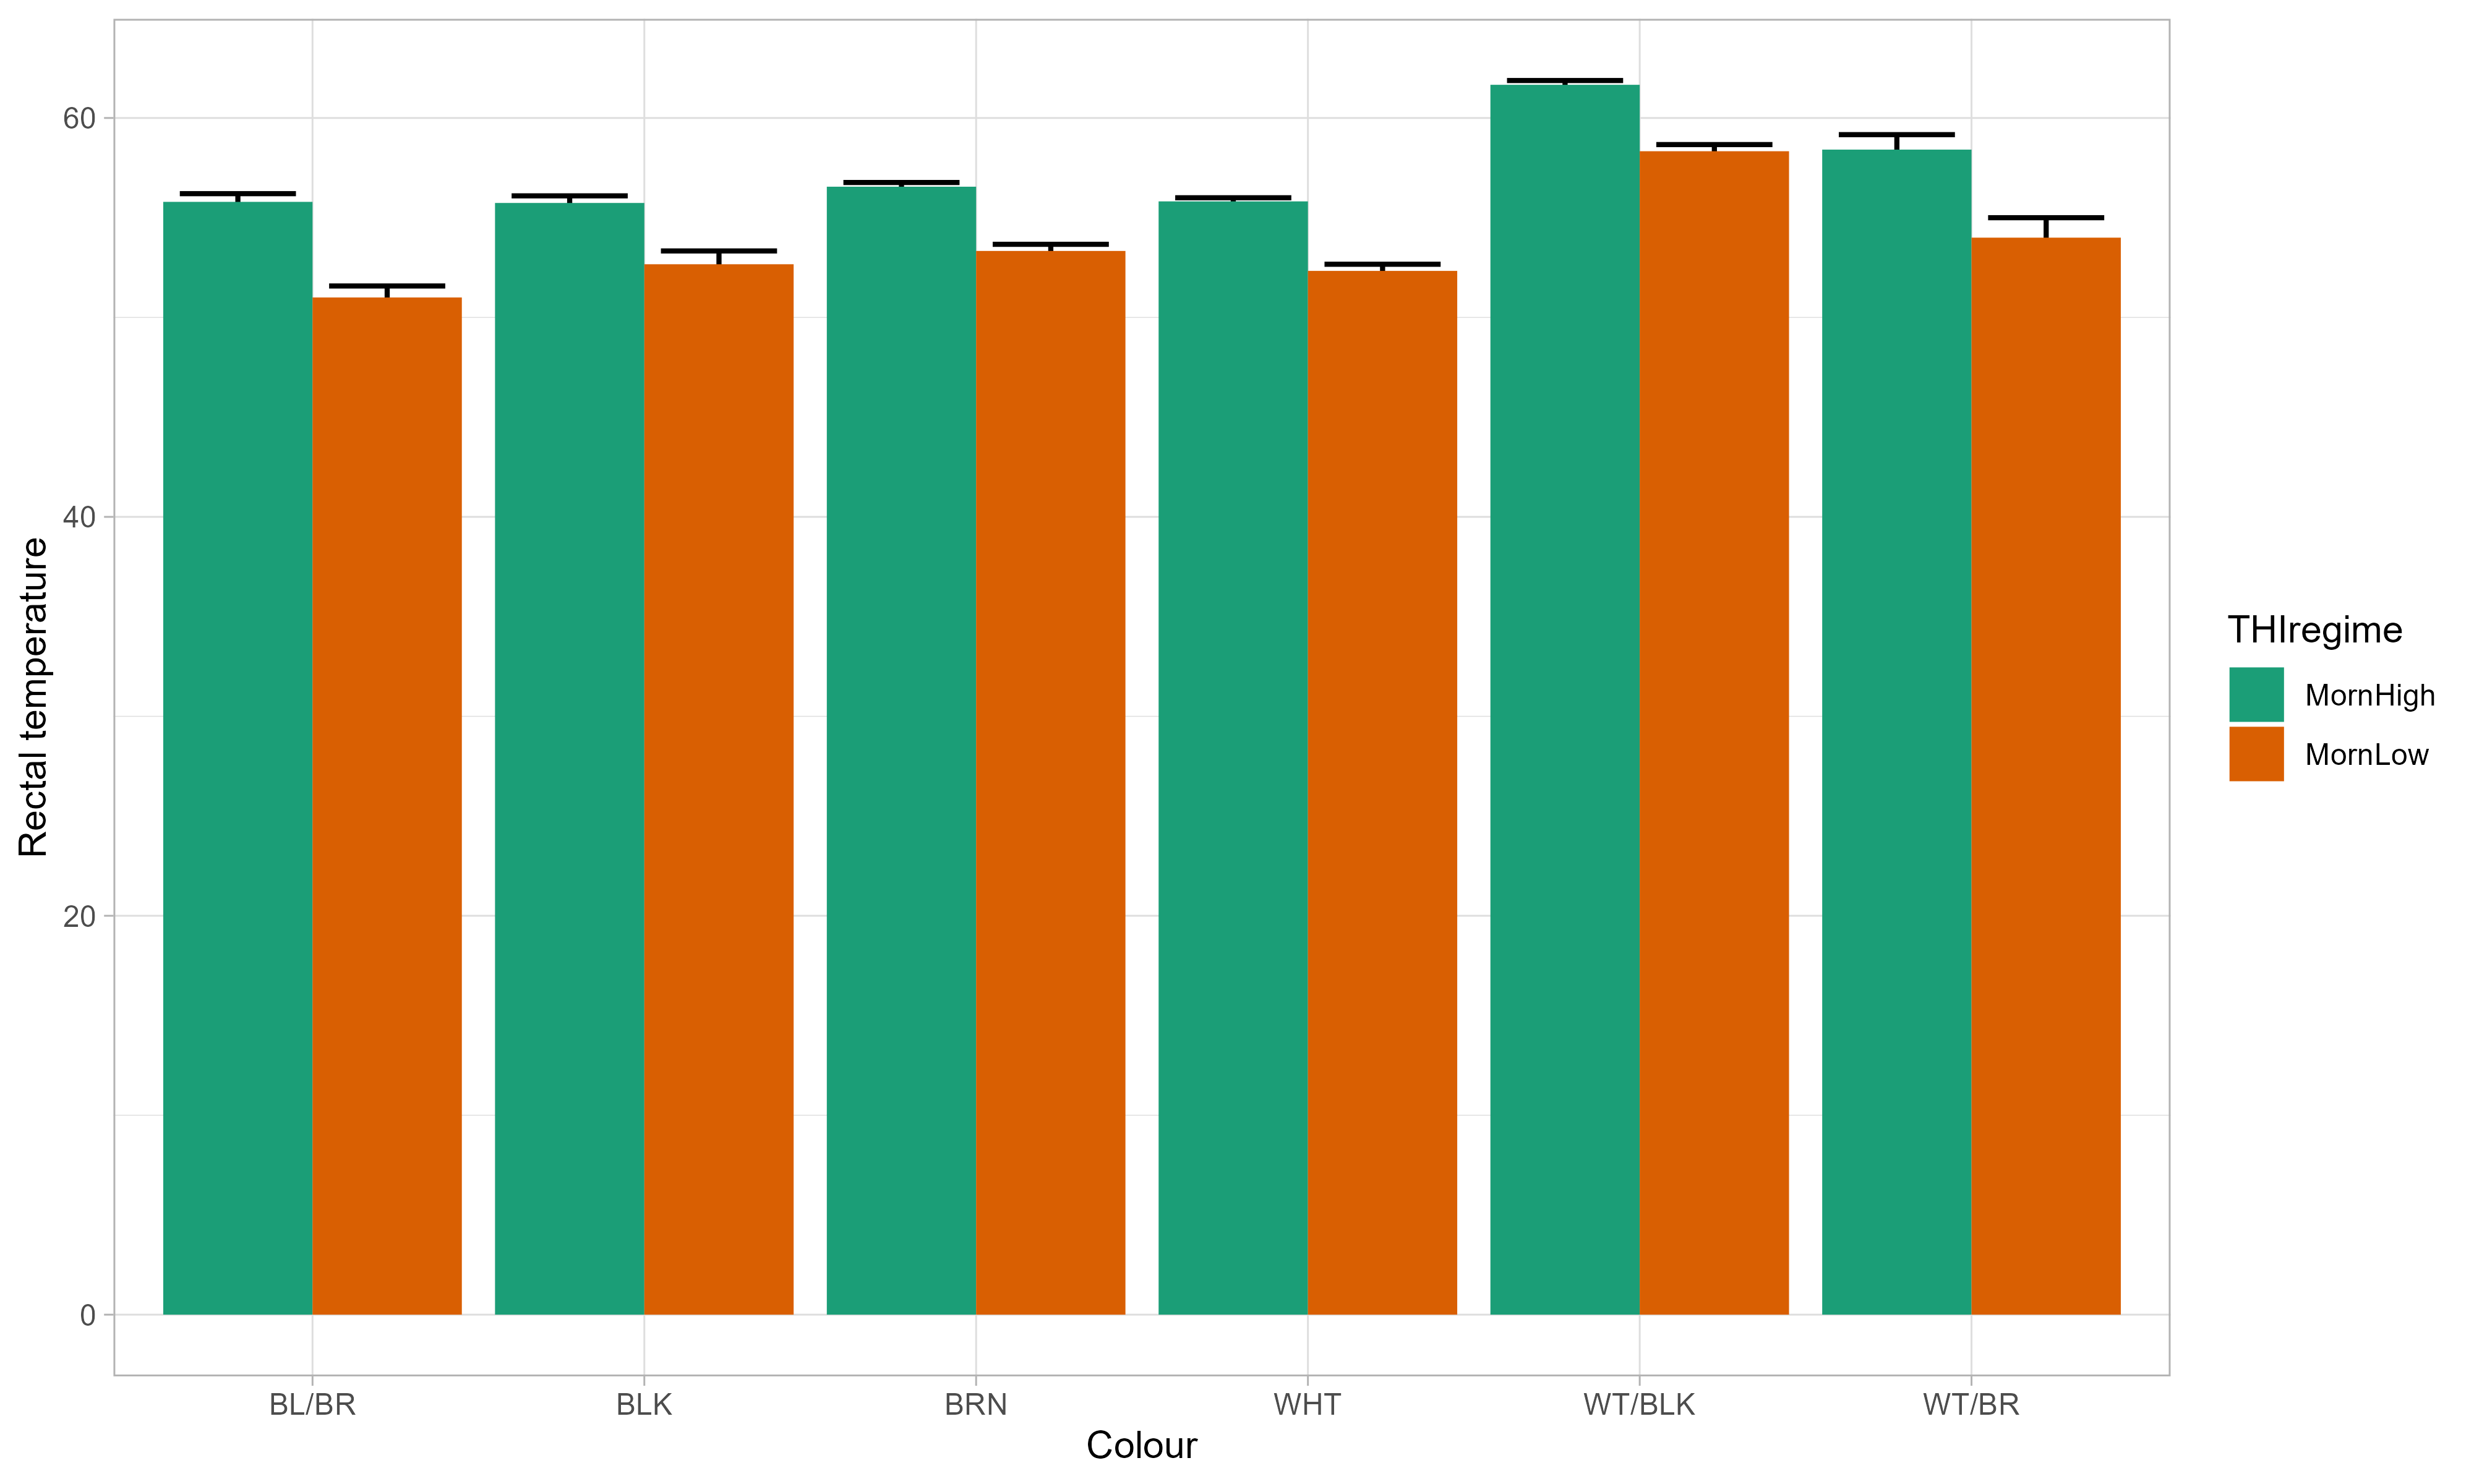 60
40
20
0
Rectal temperature
BL/BR
BLK
BRN
WHT
WT/BLK
WT/BR
Colour
THIregime
MornHigh
MornLow